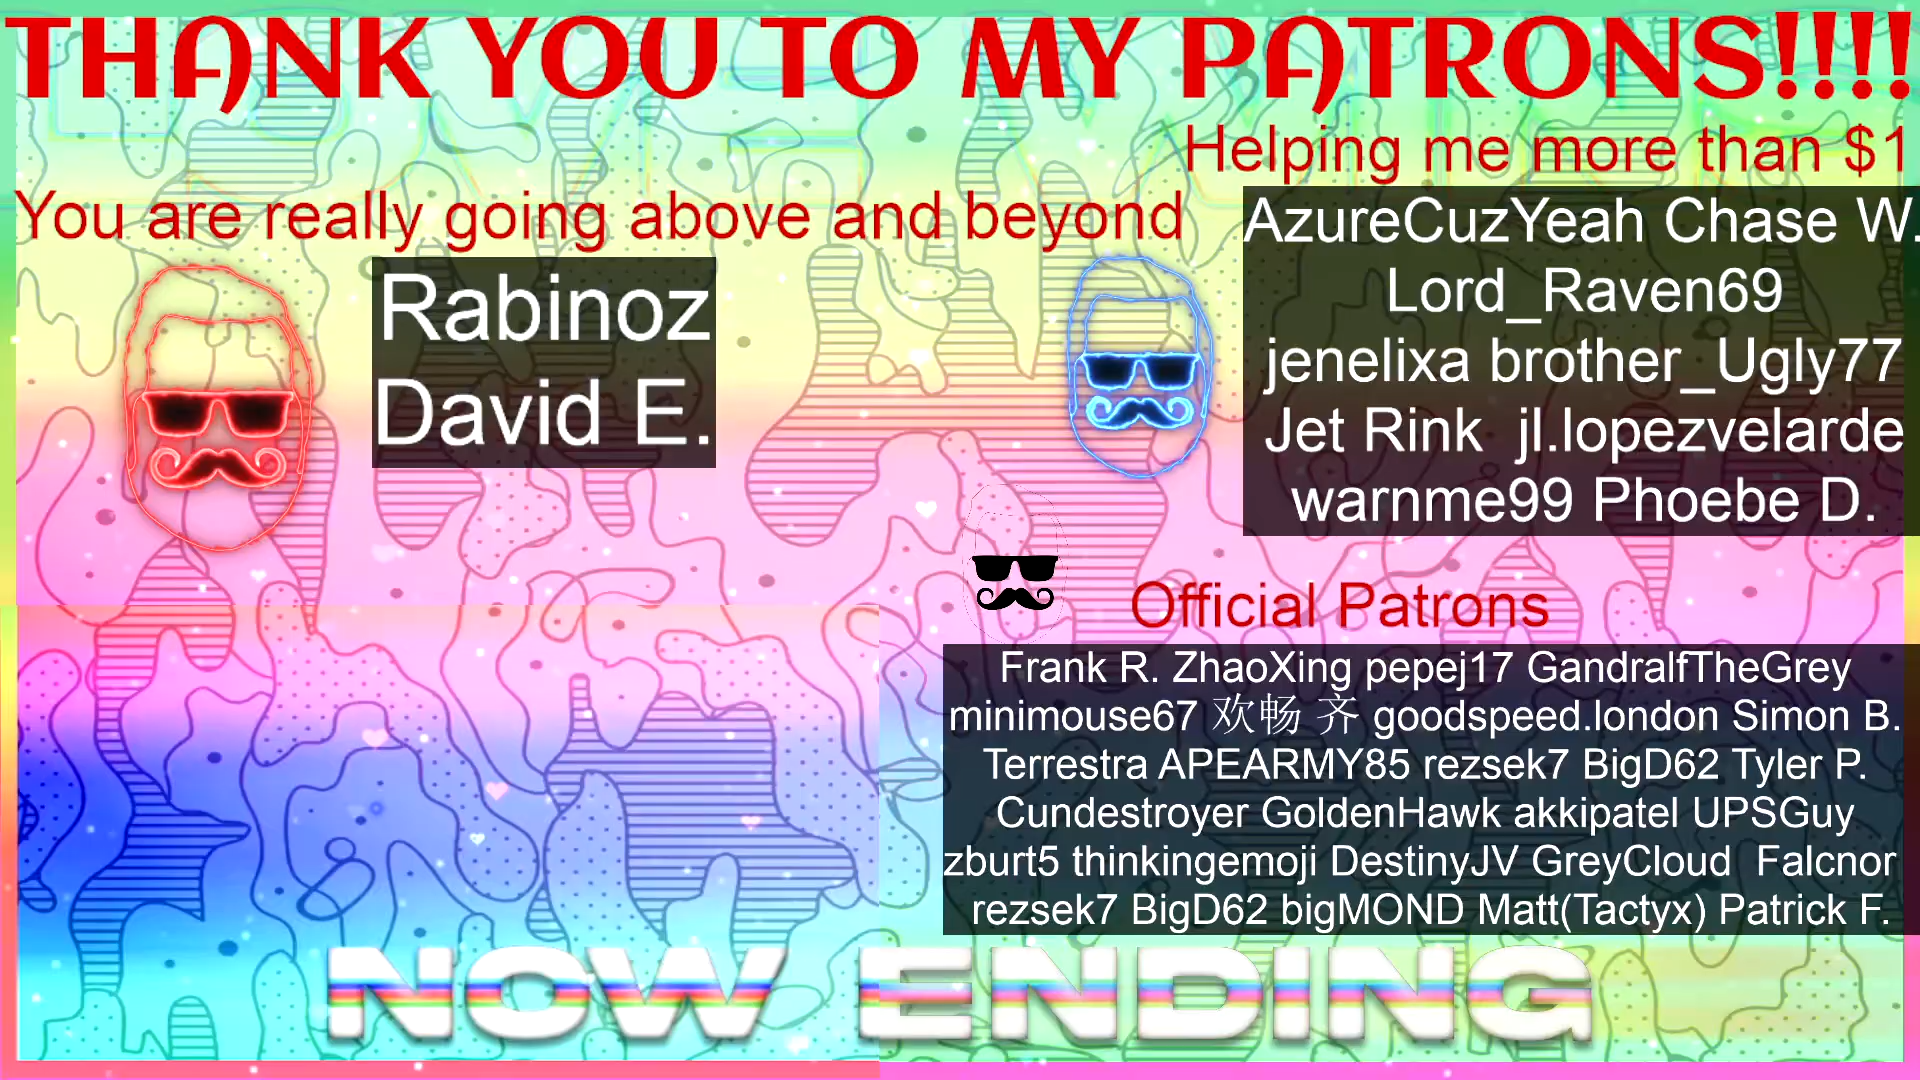 THANK YOU TO MY PATRONS!!!!
Helping me more than $1
You are really going above and beyond
Rabinoz
David E.
AzureCuzYeah Chase W.
Lord_Raven69
jenelixa brother_Ugly77
Jet Rink jl.lopezvelarde
warnme99 Phoebe D.
Official Patrons
Frank R. ZhaoXing pepej17 GandralfTheGrey
minimouse67 欢畅 齐 goodspeed.london Simon B.
Terrestra APEARMY85 rezsek7 BigD62 Tyler P.
Cundestroyer GoldenHawk akkipatel UPSGuy
zburt5 thinkingemoji DestinyJV GreyCloud Falcnor
rezsek7 BigD62 bigMOND Matt(Tactyx) Patrick F.
NOW ENDING